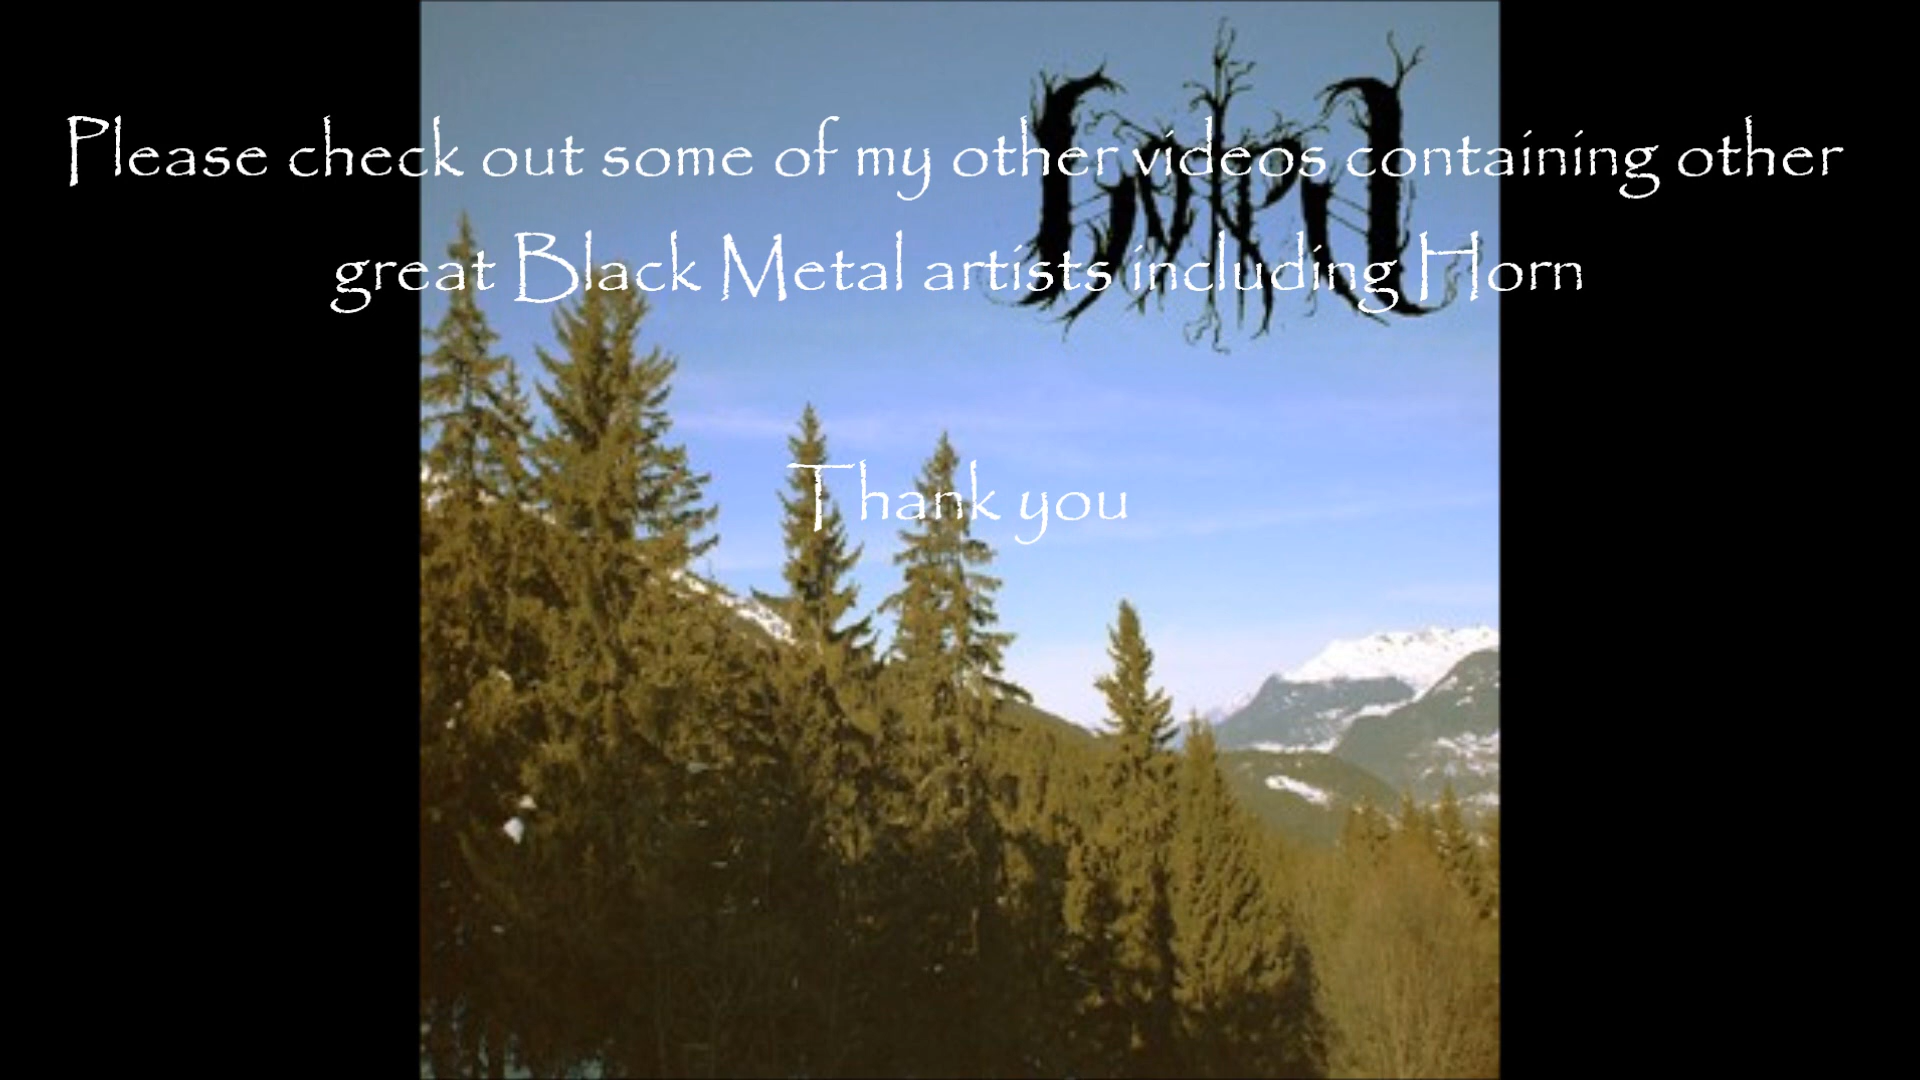 Please check out some of my other videos containing other
great Black Metal artists including Horn
Thank you